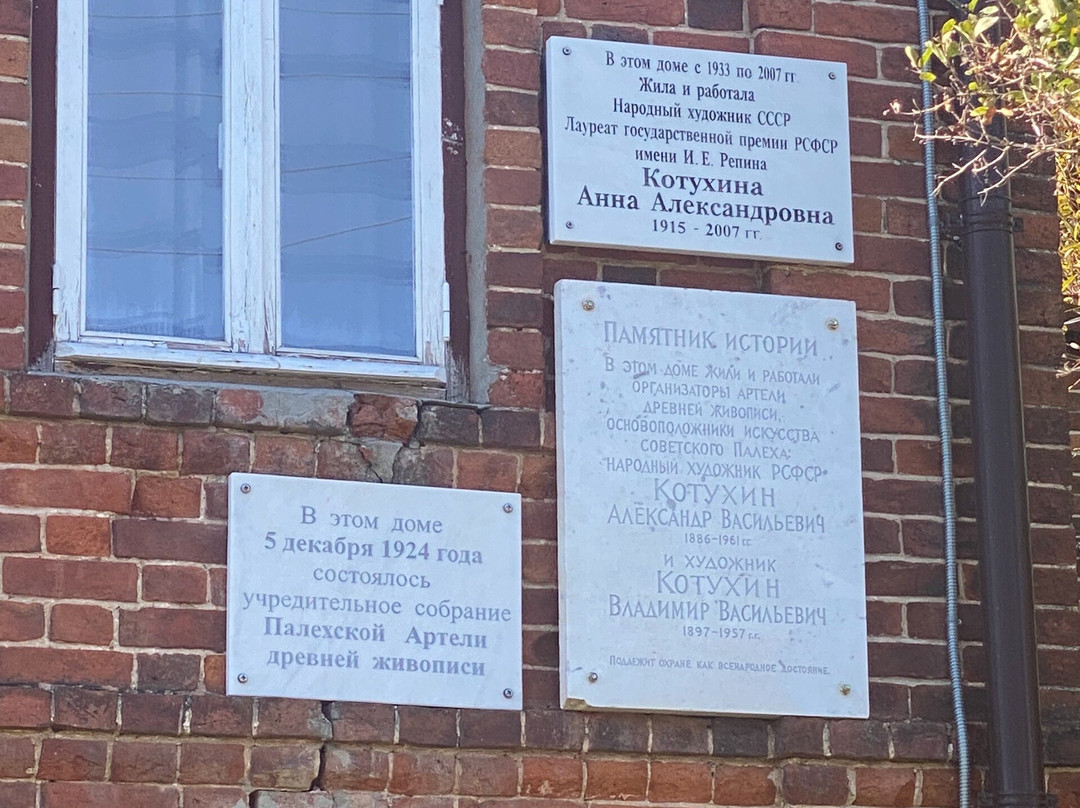 В этом доме с 1933 по 2007 гг
Жила и работала
Народный художник СССР
Лауреат государственной премии РСФСР
имени И. Е. Репина
Котухина
Анна Александровна
1915 - 2007 гг.
Памятник истории
В этом доме жили и работали
организаторы артели
древней живописи,
основоположники искусства
советского Палеха:
"Народный художник РСФСР"
Котухин
Александр Васильевич
1886-1961 г.г.
и художник
Котухин
Владимир Васильевич
1897-1957 г.г.
Подлежит охране как всенародное достояние.
В этом доме
5 декабря 1924 года
состоялось
учредительное собрание
Палехской Артели
древней живописи